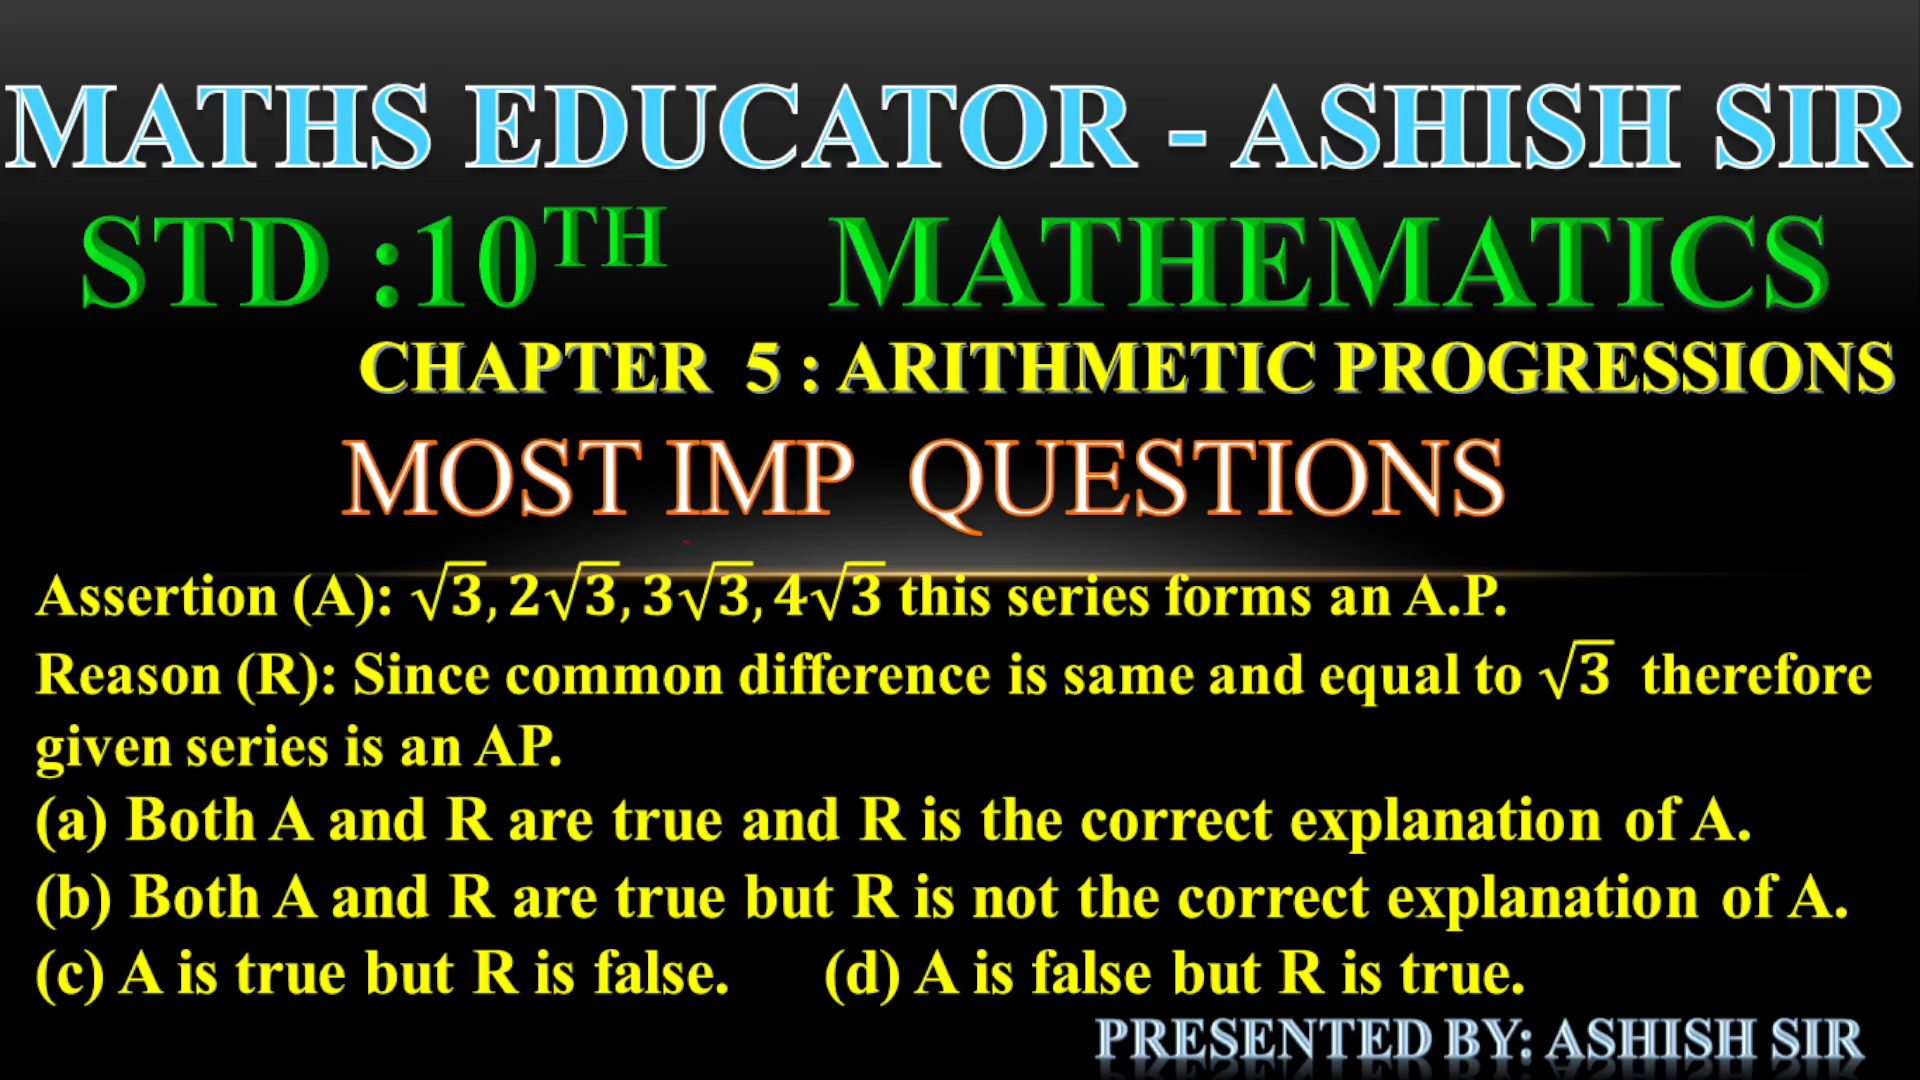 MATHS EDUCATOR - ASHISH SIR
STD :10TH MATHEMATICS
CHAPTER 5 : ARITHMETIC PROGRESSIONS
MOST IMP QUESTIONS
Assertion (A): √3, 2√3, 3√3, 4√3 this series forms an A.P.
Reason (R): Since common difference is same and equal to √3 therefore
given series is an AP.
(a) Both A and R are true and R is the correct explanation of A.
(b) Both A and R are true but R is not the correct explanation of A.
(c) A is true but R is false. (d) A is false but R is true.
PRESENTED BY: ASHISH SIR